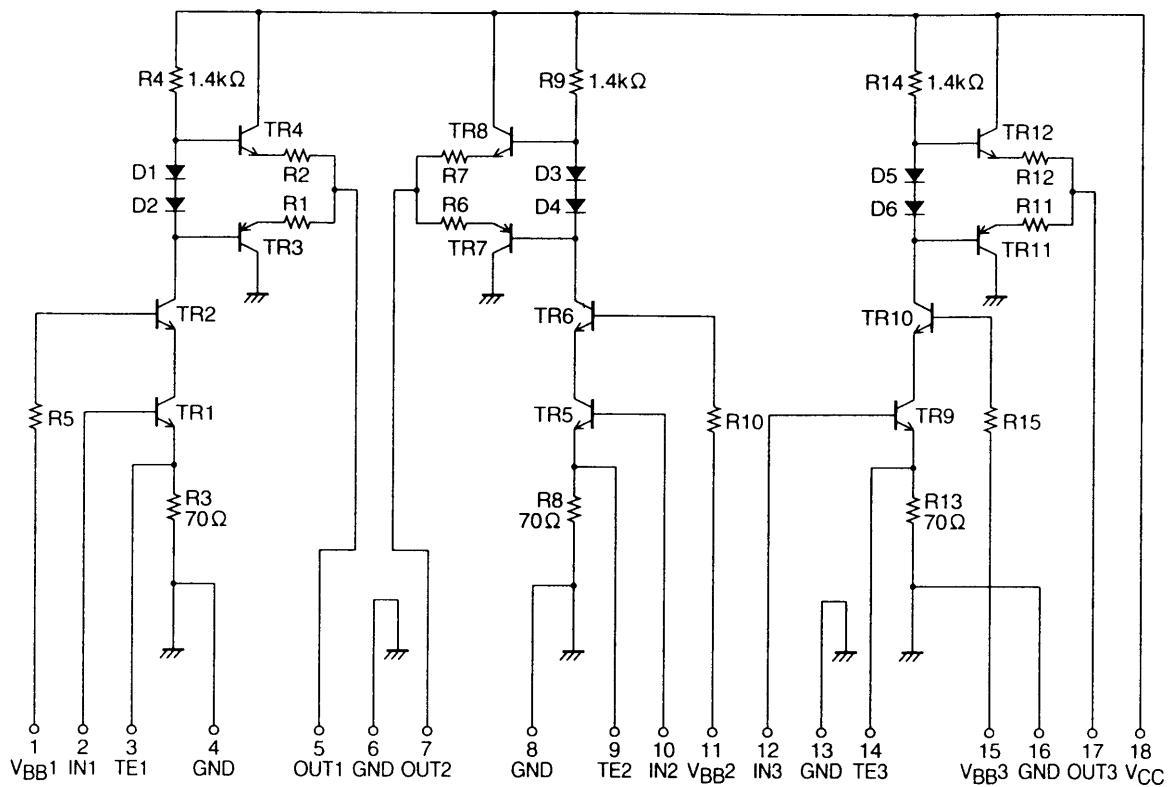 R4 1.4kΩ R9 1.4kΩ R14 1.4kΩ
TR4 TR8 TR12
D1 R2 R7 D3 D5 R12
D2 R1 R6 D4 D6 R11
TR3 TR7 TR11
TR2 TR6 TR10
R5 TR1 TR5 R10 TR9 R15
R3 R8 R13
70Ω 70Ω 70Ω
1 2 3 4 5 6 7 8 9 10 11 12 13 14 15 16 17 18
VBB1 IN1 TE1 GND OUT1 GND OUT2 GND TE2 IN2 VBB2 IN3 GND TE3 VBB3 GND OUT3 VCC